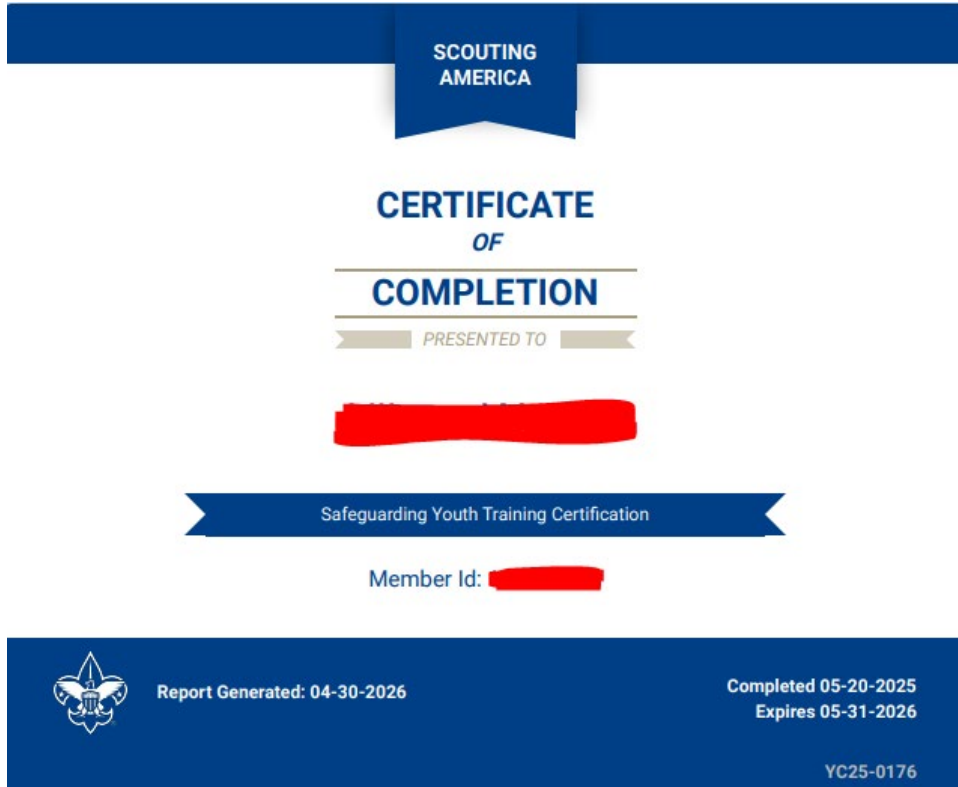 SCOUTING
AMERICA
CERTIFICATE
OF
COMPLETION
PRESENTED TO
Safeguarding Youth Training Certification
Member Id:
Report Generated: 04-30-2026
Completed 05-20-2025
Expires 05-31-2026
YC25-0176